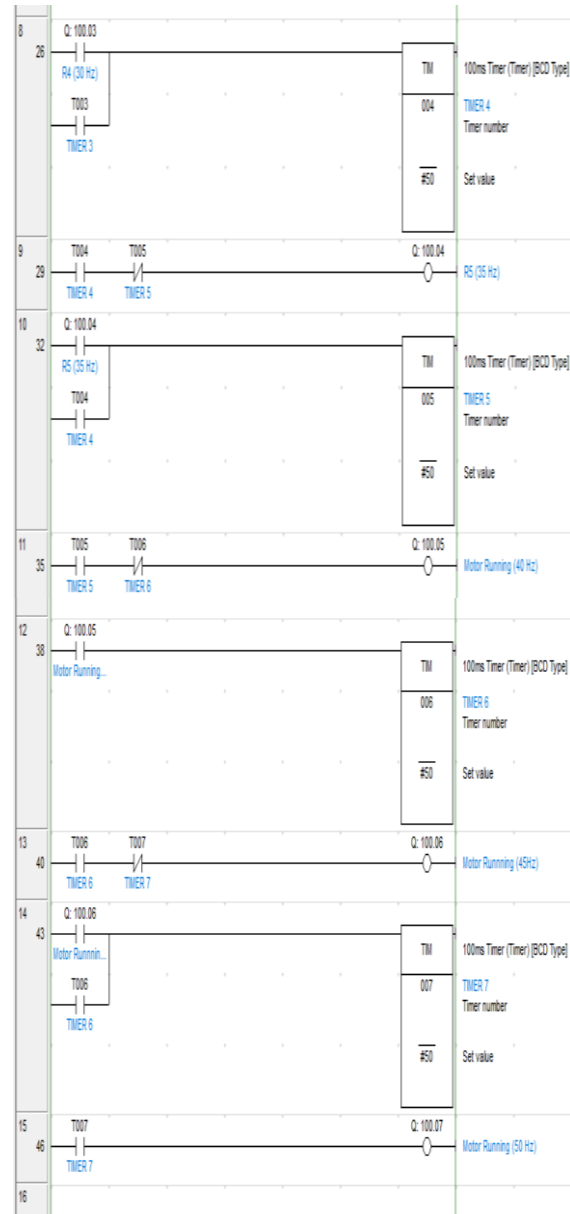 8
Q: 100.03
26
R4 (30 Hz)
TIM
100ms Timer (Timer) [BCD Type]
T003
TIMER 3
004
TIMER 4
Timer number
#50
Set value
9
T004 T005 Q: 100.04
29
R5 (35 Hz)
TIMER 4 TIMER 5
10
Q: 100.04
32
R5 (35 Hz)
TIM
100ms Timer (Timer) [BCD Type]
T004
TIMER 4
005
TIMER 5
Timer number
#50
Set value
11
T005 T006 Q: 100.05
35
Motor Running (40 Hz)
TIMER 5 TIMER 6
12
Q: 100.05
38
Motor Running...
TIM
100ms Timer (Timer) [BCD Type]
006
TIMER 6
Timer number
#50
Set value
13
T006 T007 Q: 100.06
40
Motor Runnning (45Hz)
TIMER 6 TIMER 7
14
Q: 100.06
43
Motor Runnnin...
TIM
100ms Timer (Timer) [BCD Type]
T006
TIMER 6
007
TIMER 7
Timer number
#50
Set value
15
T007 Q: 100.07
46
Motor Running (50 Hz)
TIMER 7
16